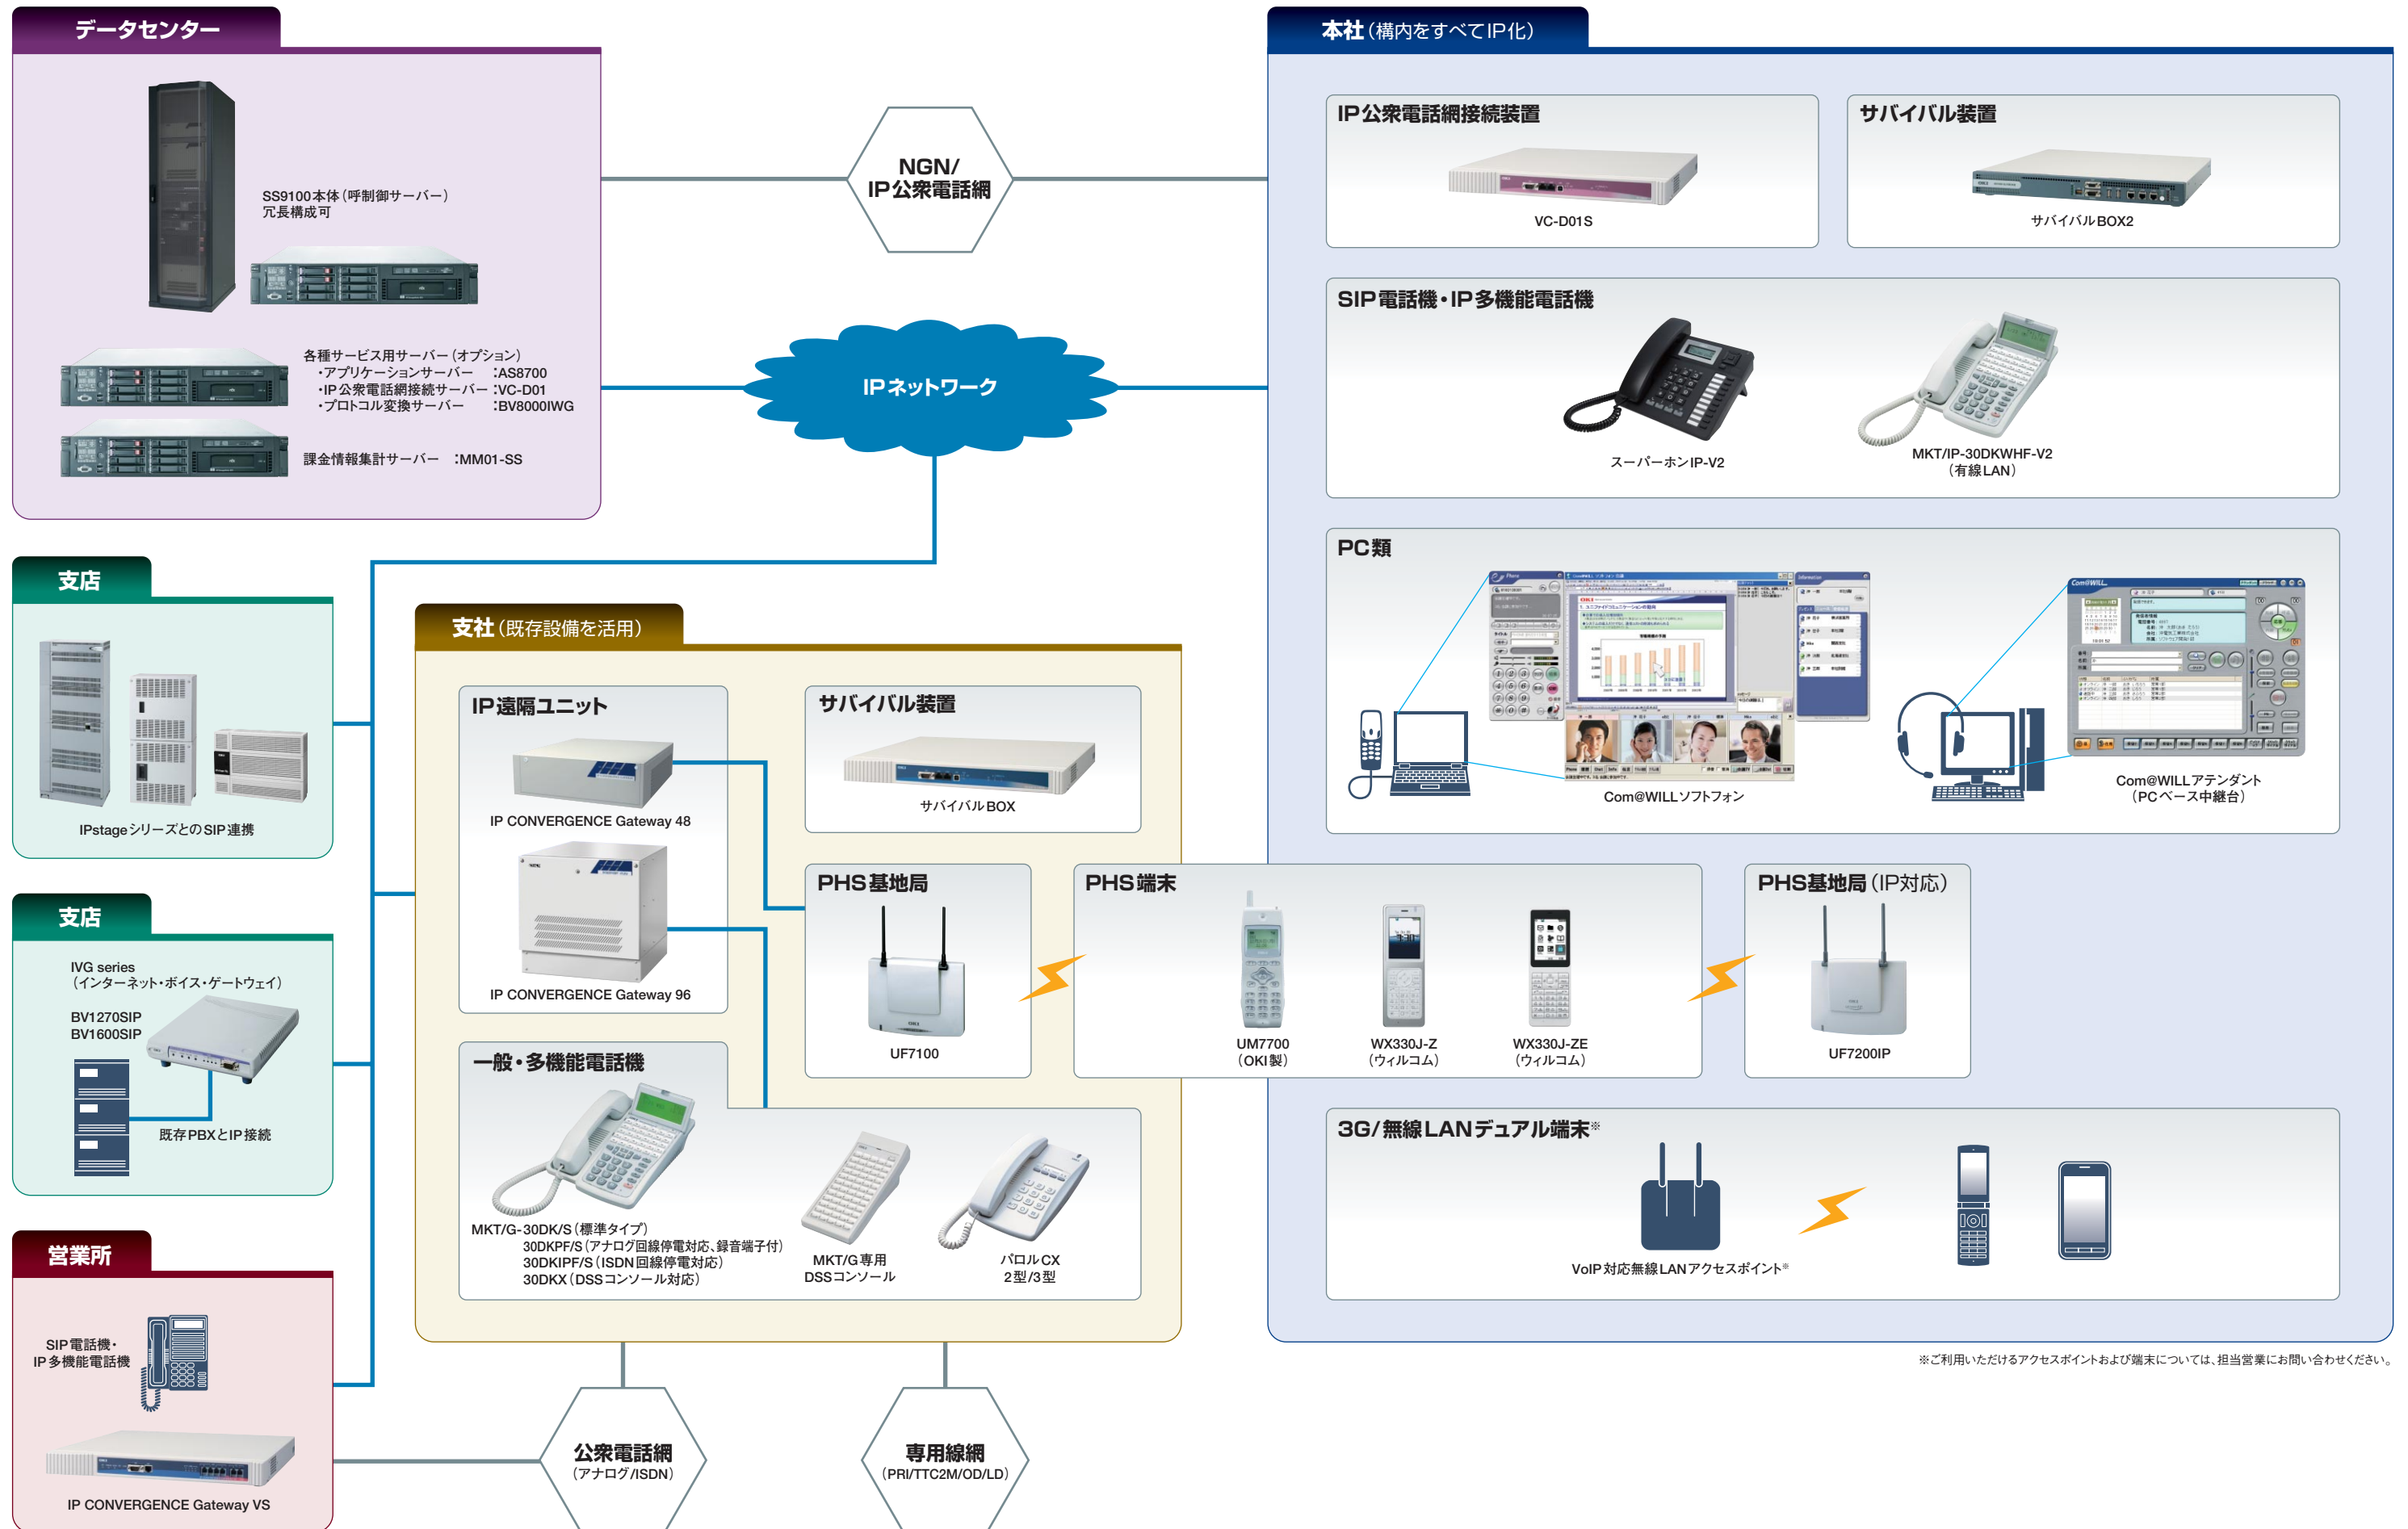 データセンター
SS9100本体（呼制御サーバー）
冗長構成可
各種サービス用サーバー（オプション）
・アプリケーションサーバー ：AS8700
・IP公衆電話網接続サーバー：VC-D01
・プロトコル変換サーバー ：BV8000IWG
課金情報集計サーバー ：MM01-SS
NGN/
IP公衆電話網
IPネットワーク
本社（構内をすべてIP化）
IP公衆電話網接続装置
VC-D01S
サバイバル装置
サバイバルBOX2
SIP電話機・IP多機能電話機
スーパーホンIP-V2
MKT/IP-30DKWHF-V2
（有線LAN）
PC類
Com@WILLソフトフォン
Com@WILLアテンダント
（PCベース中継台）
支店
IPstageシリーズとのSIP連携
支店
IVG series
（インターネット・ボイス・ゲートウェイ）
BV1270SIP
BV1600SIP
既存PBXとIP接続
営業所
SIP電話機・
IP多機能電話機
IP CONVERGENCE Gateway VS
支社（既存設備を活用）
IP遠隔ユニット
IP CONVERGENCE Gateway 48
IP CONVERGENCE Gateway 96
サバイバル装置
サバイバルBOX
PHS基地局
UF7100
PHS端末
UM7700
（OKI製）
WX330J-Z
（ウィルコム）
WX330J-ZE
（ウィルコム）
PHS基地局（IP対応）
UF7200IP
一般・多機能電話機
MKT/G-30DK/S（標準タイプ）
30DKPF/S（アナログ回線停電対応、録音端子付）
30DKIPF/S（ISDN回線停電対応）
30DKX（DSSコンソール対応）
MKT/G専用
DSSコンソール
パロルCX
2型/3型
3G/無線LANデュアル端末※
VoIP対応無線LANアクセスポイント※
公衆電話網
（アナログ/ISDN）
専用線網
（PRI/TTC2M/OD/LD）
※ご利用いただけるアクセスポイントおよび端末については、担当営業にお問い合わせください。